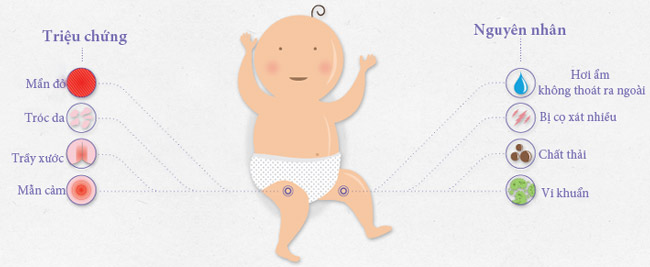 Triệu chứng
Mẩn đỏ
Tróc da
Trầy xước
Mẫn cảm
Nguyên nhân
Hơi ẩm
không thoát ra ngoài
Bị cọ xát nhiều
Chất thải
Vi khuẩn